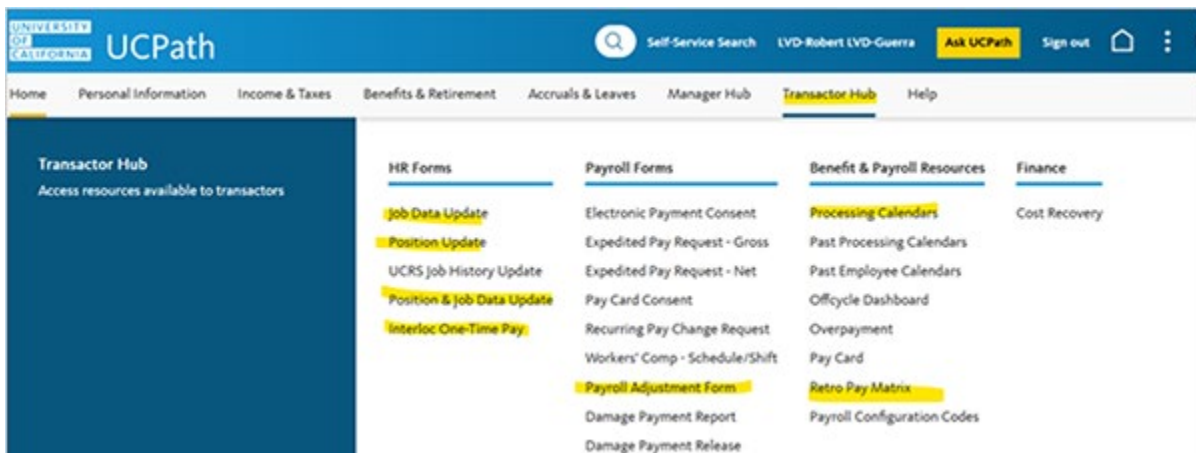 UNIVERSITY
OF
CALIFORNIA
UCPath
Self-Service Search LVD-Robert LVD-Guerra Ask UCPath Sign out
Home Personal Information Income & Taxes Benefits & Retirement Accruals & Leaves Manager Hub Transactor Hub Help
Transactor Hub
Access resources available to transactors
HR Forms
Job Data Update
Position Update
UCRS Job History Update
Position & Job Data Update
Interloc One-Time Pay
Payroll Forms
Electronic Payment Consent
Expedited Pay Request - Gross
Expedited Pay Request - Net
Pay Card Consent
Recurring Pay Change Request
Workers' Comp - Schedule/Shift
Payroll Adjustment Form
Damage Payment Report
Damage Payment Release
Benefit & Payroll Resources
Processing Calendars
Past Processing Calendars
Past Employee Calendars
Offcycle Dashboard
Overpayment
Pay Card
Retro Pay Matrix
Payroll Configuration Codes
Finance
Cost Recovery